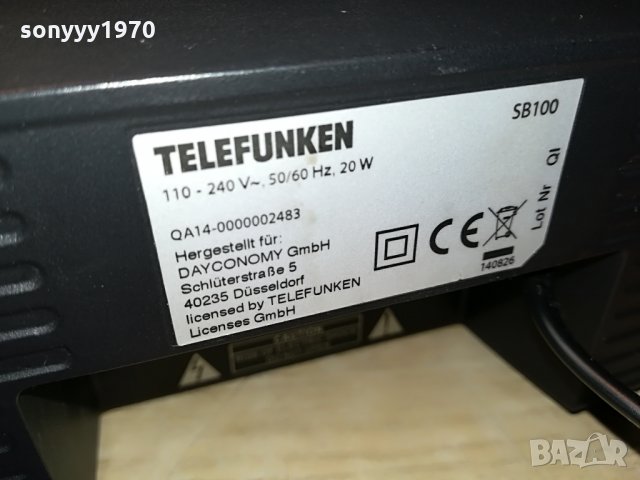 sonyyy1970
TELEFUNKEN
SB100
110 - 240 V~, 50/60 Hz, 20 W
QA14-0000002483
Hergestellt für:
DAYCONOMY GmbH
Schlüterstraße 5
40235 Düsseldorf
licensed by TELEFUNKEN
Licenses GmbH
CE
140826
Lot Nr QI
BAZAR